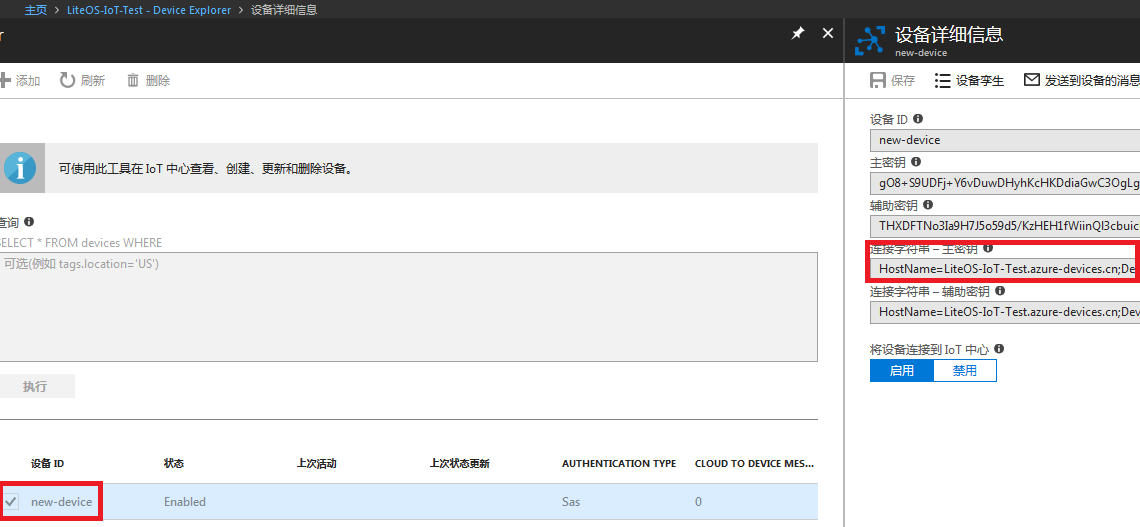 主页 > LiteOS-IoT-Test - Device Explorer > 设备详细信息
r
添加 刷新 删除
可使用此工具在 IoT 中心查看、创建、更新和删除设备。
查询
SELECT * FROM devices WHERE
可选(例如 tags.location='US')
执行
设备 ID 状态 上次活动 上次状态更新 AUTHENTICATION TYPE CLOUD TO DEVICE MES...
new-device Enabled Sas 0
设备详细信息
new-device
保存 设备孪生 发送到设备的消息
设备 ID
new-device
主密钥
gO8+S9UDFj+Y6vDuwDHyhKcHKDdiaGwC3OgLg
辅助密钥
THXDFTNo3Ia9H7J5o59d5/KzHEH1fWiinQI3cbuic
连接字符串 – 主密钥
HostName=LiteOS-IoT-Test.azure-devices.cn;De
连接字符串 – 辅助密钥
HostName=LiteOS-IoT-Test.azure-devices.cn;Dev
将设备连接到 IoT 中心
启用 禁用